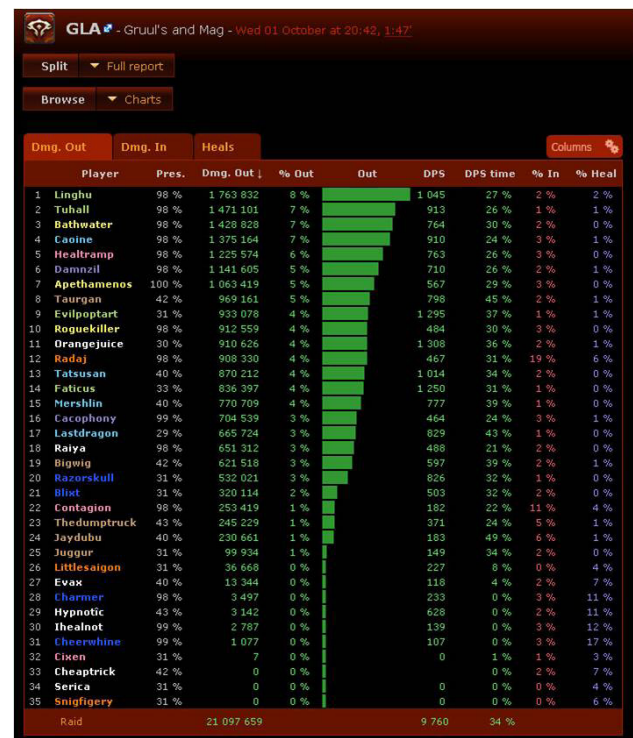 GLA - Gruul's and Mag - Wed 01 October at 20:42, 1:47'
Split Full report
Browse Charts
Dmg. Out Dmg. In Heals Columns
Player Pres. Dmg. Out ↓ % Out Out DPS DPS time % In % Heal
1 Linghu 98 % 1 763 832 8 % 1 045 27 % 2 % 2 %
2 Tuhall 98 % 1 471 101 7 % 913 26 % 1 % 1 %
3 Bathwater 98 % 1 428 828 7 % 764 30 % 2 % 0 %
4 Caoine 98 % 1 375 164 7 % 910 24 % 3 % 1 %
5 Healtramp 98 % 1 225 574 6 % 763 26 % 3 % 0 %
6 Damnzil 98 % 1 141 605 5 % 710 26 % 2 % 1 %
7 Apethamenos 100 % 1 063 419 5 % 567 29 % 3 % 0 %
8 Taurgan 42 % 969 161 5 % 798 45 % 2 % 1 %
9 Evilpoptart 31 % 933 078 4 % 1 295 37 % 1 % 1 %
10 Roguekiller 98 % 912 559 4 % 484 30 % 3 % 0 %
11 Orangejuice 30 % 910 626 4 % 1 308 36 % 2 % 1 %
12 Radaj 98 % 908 330 4 % 467 31 % 19 % 6 %
13 Tatsusan 40 % 870 212 4 % 1 014 34 % 2 % 0 %
14 Faticus 33 % 836 397 4 % 1 250 31 % 1 % 0 %
15 Mershlin 40 % 770 709 4 % 777 39 % 1 % 0 %
16 Cacophony 99 % 704 539 3 % 464 24 % 3 % 1 %
17 Lastdragon 29 % 665 724 3 % 829 43 % 1 % 0 %
18 Raiya 98 % 651 312 3 % 488 21 % 2 % 0 %
19 Bigwig 42 % 621 518 3 % 597 39 % 2 % 1 %
20 Razorskull 31 % 532 021 3 % 826 32 % 1 % 0 %
21 Blixt 31 % 320 114 2 % 503 32 % 2 % 0 %
22 Contagion 98 % 253 419 1 % 182 22 % 11 % 4 %
23 Thedumptruck 43 % 245 229 1 % 371 24 % 5 % 1 %
24 Jaydubu 40 % 230 661 1 % 183 49 % 6 % 1 %
25 Juggur 31 % 99 934 1 % 149 34 % 2 % 0 %
26 Littlesaigon 31 % 36 668 0 % 227 8 % 0 % 4 %
27 Evax 40 % 13 344 0 % 118 4 % 2 % 7 %
28 Charmer 98 % 3 497 0 % 233 0 % 3 % 11 %
29 Hypnotic 43 % 3 142 0 % 628 0 % 2 % 11 %
30 Ihealnot 99 % 2 787 0 % 139 0 % 3 % 12 %
31 Cheerwhine 99 % 1 077 0 % 107 0 % 3 % 17 %
32 Cixen 31 % 7 0 % 0 1 % 1 % 3 %
33 Cheaptrick 42 % 0 0 % 0 % 2 % 7 %
34 Serica 31 % 0 0 % 0 0 % 0 % 4 %
35 Snigfigery 31 % 0 0 % 0 0 % 0 % 6 %
Raid 21 097 659 9 760 34 %